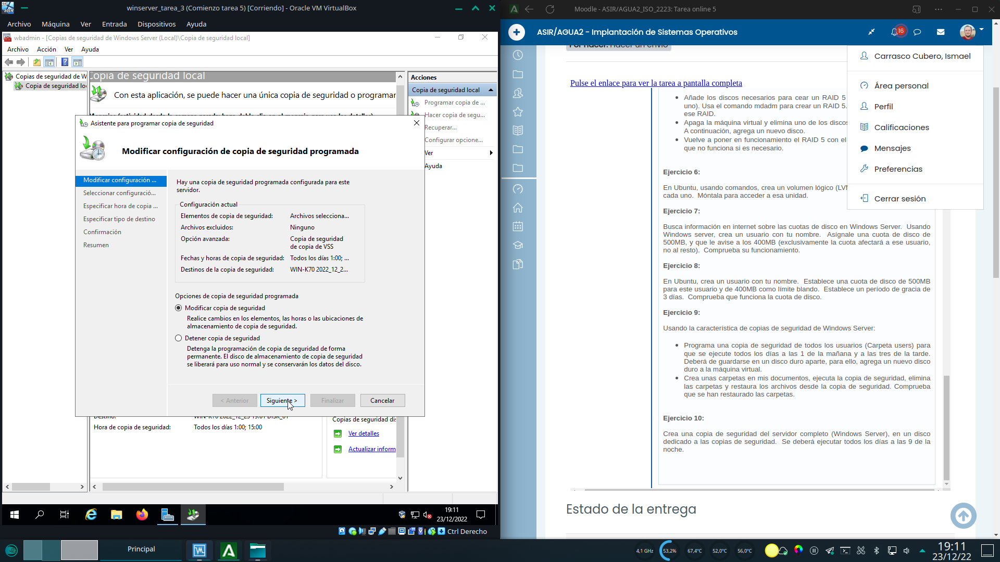 winserver_tarea_3 (Comienzo tarea 5) [Corriendo] - Oracle VM VirtualBox
Archivo Máquina Ver Entrada Dispositivos Ayuda
wbadmin - [Copias de seguridad de Windows Server (Local)\Copia de seguridad local]
Archivo Acción Ver Ayuda
Copias de seguridad de W
Copia de seguridad lo
Copia de seguridad local
Con esta aplicación, se puede hacer una única copia de seguridad o programar
Acciones
Copia de seguridad local
Programar copia de ...
Hacer copia de segu...
Recuperar...
Configurar opcione...
Ver
Ayuda
Asistente para programar copia de seguridad
Modificar configuración de copia de seguridad programada
Modificar configuración ...
Seleccionar configuració...
Especificar hora de copia ...
Especificar tipo de destino
Confirmación
Resumen
Hay una copia de seguridad programada configurada para este
servidor.
Configuración actual
Elementos de copia de seguridad: Archivos selecciona...
Archivos excluidos: Ninguno
Opción avanzada: Copia de seguridad
de copia de VSS
Fechas y horas de copia de seguridad: Todos los días 1:00; ...
Destinos de la copia de seguridad: WIN-K70 2022_12_2...
Opciones de copia de seguridad programada
Modificar copia de seguridad
Realice cambios en los elementos, las horas o las ubicaciones de
almacenamiento de copia de seguridad.
Detener copia de seguridad
Detenga la programación de copia de seguridad de forma
permanente. El disco de almacenamiento de copia de seguridad
se liberará para uso normal y se conservarán los datos del disco.
< Anterior Siguiente > Finalizar Cancelar
Destino: WIN-K70 2022_12_23 19:01 DISK_01
Hora de copia de seguridad: Todos los días 1:00; 15:00
Copias de seguridad dis
Ver detalles
Actualizar inform
19:11
23/12/2022
Ctrl Derecho
Moodle - ASIR/AGUA2_ISO_2223: Tarea online 5
ASIR/AGUA2 - Implantación de Sistemas Operativos
16
Por hacer: Hacer un envío
Carrasco Cubero, Ismael
Área personal
Perfil
Calificaciones
Mensajes
Preferencias
Cerrar sesión
Pulse el enlace para ver la tarea a pantalla completa
Añade los discos necesarios para cear un RAID 5
uno). Usa el comando mdadm para crear un RAID 5.
ese RAID.
Apaga la máquina virtual y elimina uno de los discos
A continuación, agrega un nuevo disco.
Vuelve a poner en funcionamiento el RAID 5 con el
que no funciona si es necesario.
Ejercicio 6:
En Ubuntu, usando comandos, crea un volumen lógico (LVM
cada uno. Móntala para acceder a esa unidad.
Ejercicio 7:
Busca información en internet sobre las cuotas de disco en Windows Server. Usando
Windows server, crea un usuario con tu nombre. Asígnale una cuota de disco de
500MB, y que le avise a los 400MB (exclusivamente la cuota afectará a ese usuario,
no al resto). Comprueba su funcionamiento.
Ejercicio 8:
En Ubuntu, crea un usuario con tu nombre. Establece una cuota de disco de 500MB
para este usuario y de 400MB como límite blando. Establece un período de gracia de
3 días. Comprueba que funciona la cuota de disco.
Ejercicio 9:
Usando la característica de copias de seguridad de Windows Server:
Programa una copia de seguridad de todos los usuarios (Carpeta users) para
que se ejecute todos los días a las 1 de la mañana y a las tres de la tarde.
Deberá de guardarse en un disco duro aparte, para ello, agrega un nuevo disco
duro a la máquina virtual.
Crea unas carpetas en mis documentos, ejecuta la copia de seguridad, elimina
las carpetas y restaura los archivos desde la copia de seguridad. Comprueba
que se han restaurado las carpetas.
Ejercicio 10:
Crea una copia de seguridad del servidor completo (Windows Server), en un disco
dedicado a las copias de seguridad. Se deberá ejecutar todos los días a las 9 de la
noche.
Estado de la entrega
Principal
4,1 GHz 53,2% 67,4°C 52,0°C 56,0°C
19:11
23/12/22